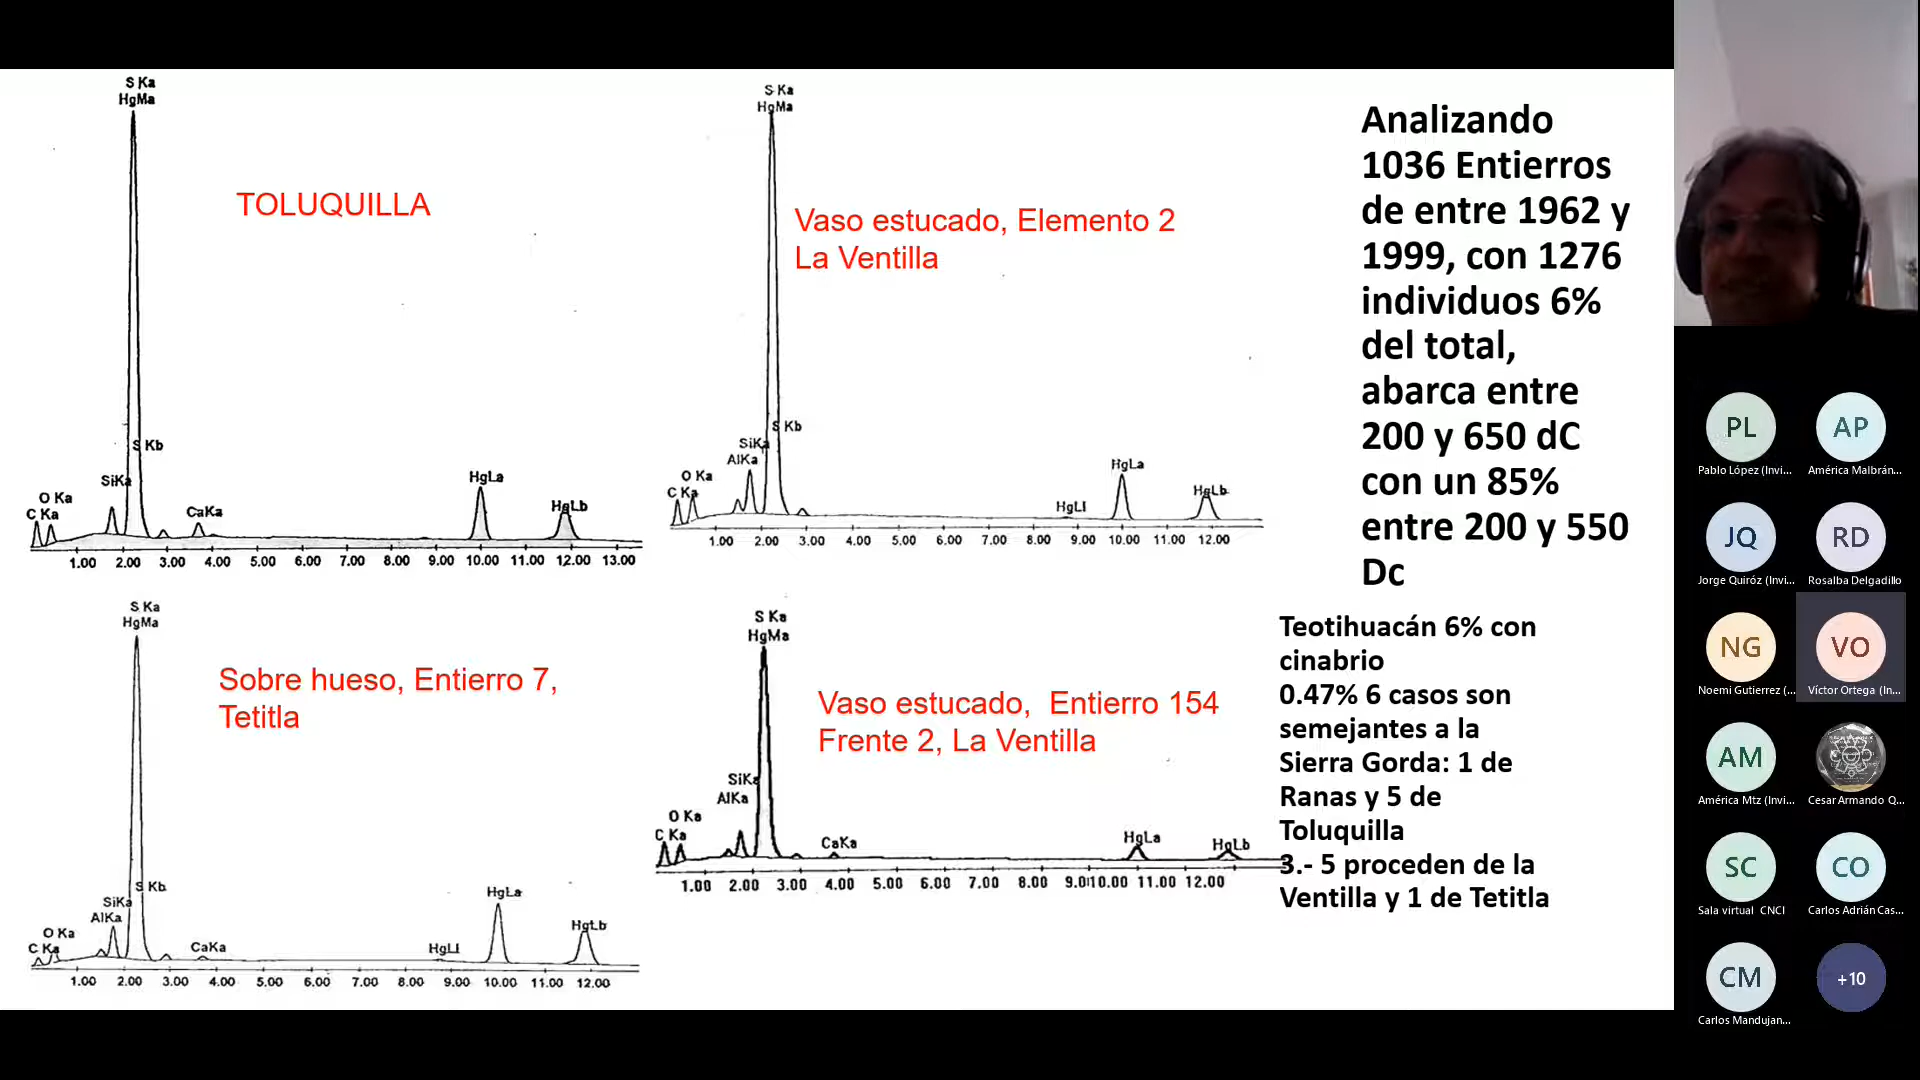 S Ka
HgMa
TOLUQUILLA
S Kb
SiKa
O Ka
C Ka
CaKa
HgLa
HgLb
1.00 2.00 3.00 4.00 5.00 6.00 7.00 8.00 9.00 10.00 11.00 12.00 13.00
S Ka
HgMa
Vaso estucado, Elemento 2
La Ventilla
S Kb
SiKa
AlKa
O Ka
C Ka
HgLl
HgLa
HgLb
1.00 2.00 3.00 4.00 5.00 6.00 7.00 8.00 9.00 10.00 11.00 12.00
S Ka
HgMa
Sobre hueso, Entierro 7,
Tetitla
S Kb
SiKa
AlKa
O Ka
C Ka
CaKa
HgLl
HgLa
HgLb
1.00 2.00 3.00 4.00 5.00 6.00 7.00 8.00 9.00 10.00 11.00 12.00
S Ka
HgMa
Vaso estucado, Entierro 154
Frente 2, La Ventilla
SiKa
AlKa
O Ka
C Ka
CaKa
HgLa
HgLb
1.00 2.00 3.00 4.00 5.00 6.00 7.00 8.00 9.00 10.00 11.00 12.00
Analizando
1036 Entierros
de entre 1962 y
1999, con 1276
individuos 6%
del total,
abarca entre
200 y 650 dC
con un 85%
entre 200 y 550
Dc
Teotihuacán 6% con
cinabrio
0.47% 6 casos son
semejantes a la
Sierra Gorda: 1 de
Ranas y 5 de
Toluquilla
3.- 5 proceden de la
Ventilla y 1 de Tetitla
PL
Pablo López (Invi...
AP
América Malbrán...
JQ
Jorge Quiróz (Invi...
RD
Rosalba Delgadillo
NG
Noemi Gutierrez (...
VO
Víctor Ortega (In...
AM
América Mtz (Invi...
Cesar Armando Q...
SC
Sala virtual CNCI
CO
Carlos Adrián Cas...
CM
Carlos Mandujan...
+10